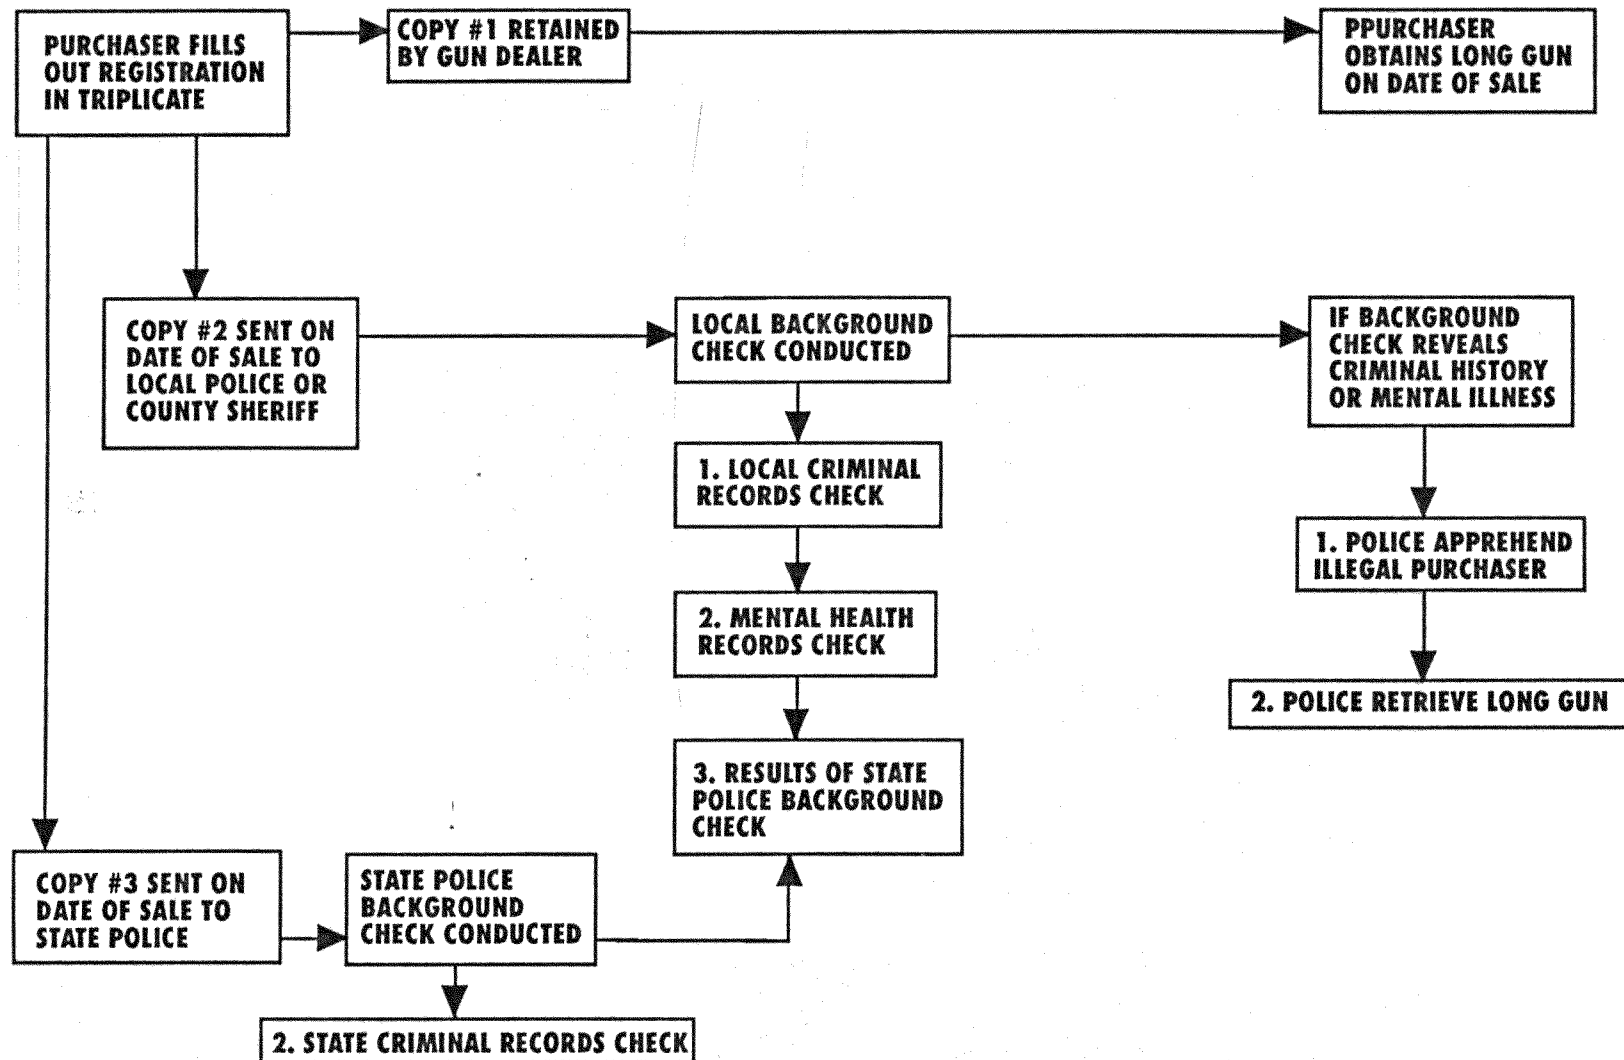 PURCHASER FILLS
OUT REGISTRATION
IN TRIPLICATE
COPY #1 RETAINED
BY GUN DEALER
PPURCHASER
OBTAINS LONG GUN
ON DATE OF SALE
COPY #2 SENT ON
DATE OF SALE TO
LOCAL POLICE OR
COUNTY SHERIFF
LOCAL BACKGROUND
CHECK CONDUCTED
IF BACKGROUND
CHECK REVEALS
CRIMINAL HISTORY
OR MENTAL ILLNESS
1. LOCAL CRIMINAL
RECORDS CHECK
1. POLICE APPREHEND
ILLEGAL PURCHASER
2. MENTAL HEALTH
RECORDS CHECK
2. POLICE RETRIEVE LONG GUN
3. RESULTS OF STATE
POLICE BACKGROUND
CHECK
COPY #3 SENT ON
DATE OF SALE TO
STATE POLICE
STATE POLICE
BACKGROUND
CHECK CONDUCTED
2. STATE CRIMINAL RECORDS CHECK